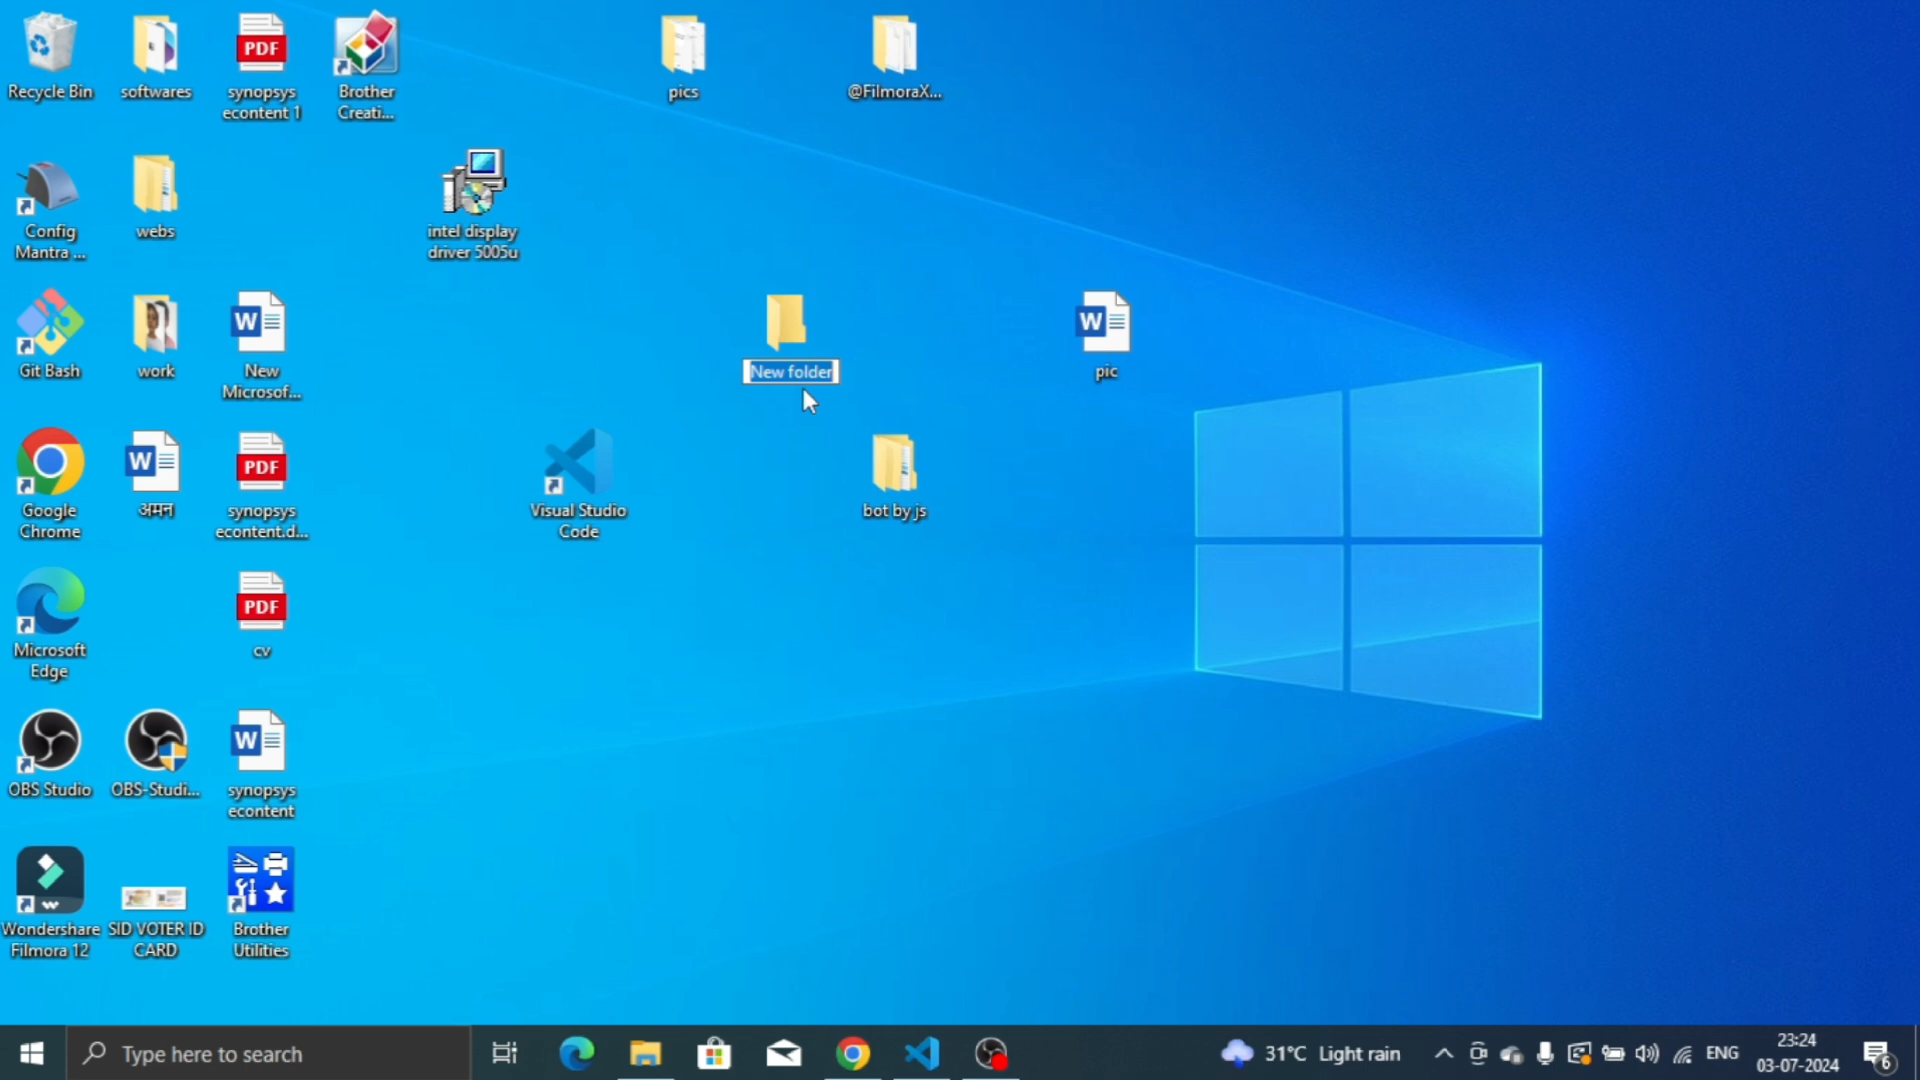 Recycle Bin
softwares
PDF
synopsys
econtent 1
Brother
Creati...
pics
@FilmoraX...
Config
Mantra ...
webs
intel display
driver 5005u
Git Bash
work
W
New
Microsof...
New folder
W
pic
Google
Chrome
W
अमन
PDF
synopsys
econtent.d...
Visual Studio
Code
bot by js
Microsoft
Edge
PDF
cv
OBS Studio
OBS-Studi...
W
synopsys
econtent
Wondershare
Filmora 12
SID VOTER ID
CARD
Brother
Utilities
Type here to search
31°C Light rain
ENG
23:24
03-07-2024
6